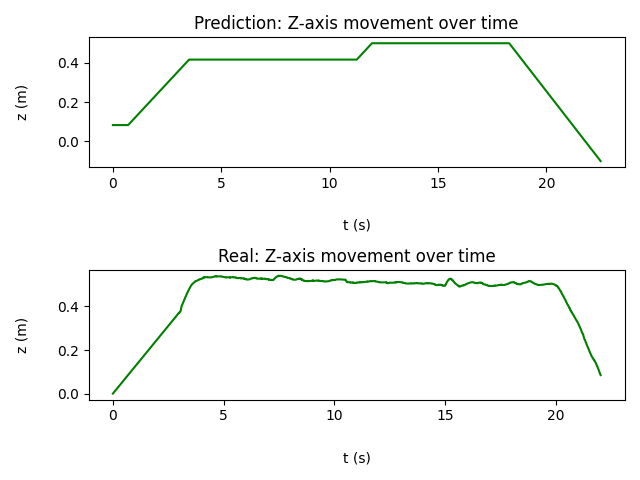 Prediction: Z-axis movement over time
0.4
0.2
0.0
z (m)
0 5 10 15 20
t (s)
Real: Z-axis movement over time
0.4
0.2
0.0
z (m)
0 5 10 15 20
t (s)